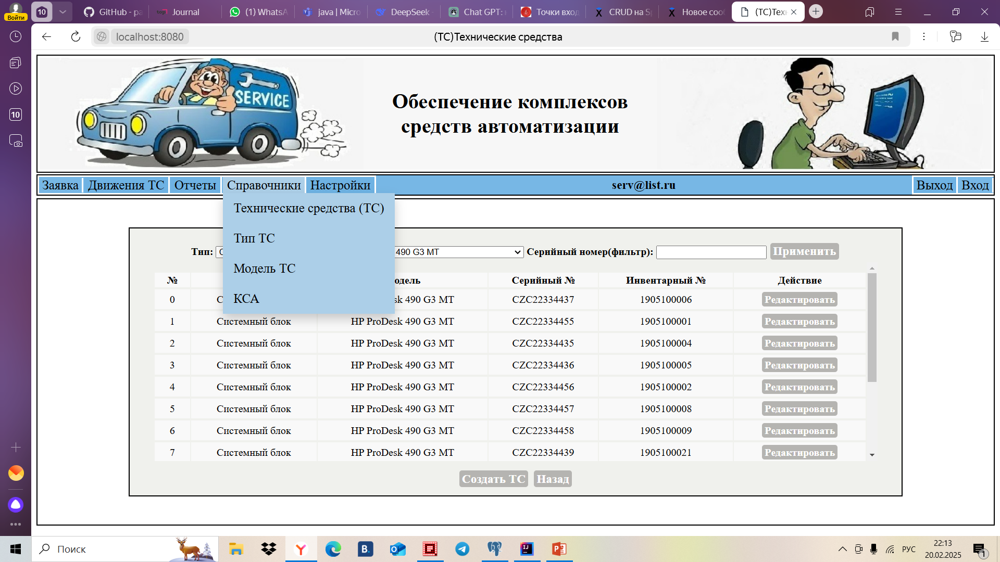 Войти
10
GitHub - ра
top Journal
(1) WhatsA
java | Micro
DeepSeek -
Chat GPT:
Точки вход
CRUD на Sp
Новое сооб
(ТС)Техн
localhost:8080
(ТС)Технические средства
10
SERVICE
Обеспечение комплексов
средств автоматизации
Заявка Движения ТС Отчеты Справочники Настройки serv@list.ru Выход Вход
Технические средства (ТС)
Тип ТС
Модель ТС
КСА
Тип: С 490 G3 MT Серийный номер(фильтр): Применить
№ одель Серийный № Инвентарный № Действие
0 С sk 490 G3 MT CZC22334437 1905100006 Редактировать
1 Системный блок HP ProDesk 490 G3 MT CZC22334455 1905100001 Редактировать
2 Системный блок HP ProDesk 490 G3 MT CZC22334435 1905100004 Редактировать
3 Системный блок HP ProDesk 490 G3 MT CZC22334436 1905100005 Редактировать
4 Системный блок HP ProDesk 490 G3 MT CZC22334456 1905100002 Редактировать
5 Системный блок HP ProDesk 490 G3 MT CZC22334457 1905100008 Редактировать
6 Системный блок HP ProDesk 490 G3 MT CZC22334458 1905100009 Редактировать
7 Системный блок HP ProDesk 490 G3 MT CZC22334439 1905100021 Редактировать
Создать ТС Назад
Поиск
B.
РУС
22:13
20.02.2025
1